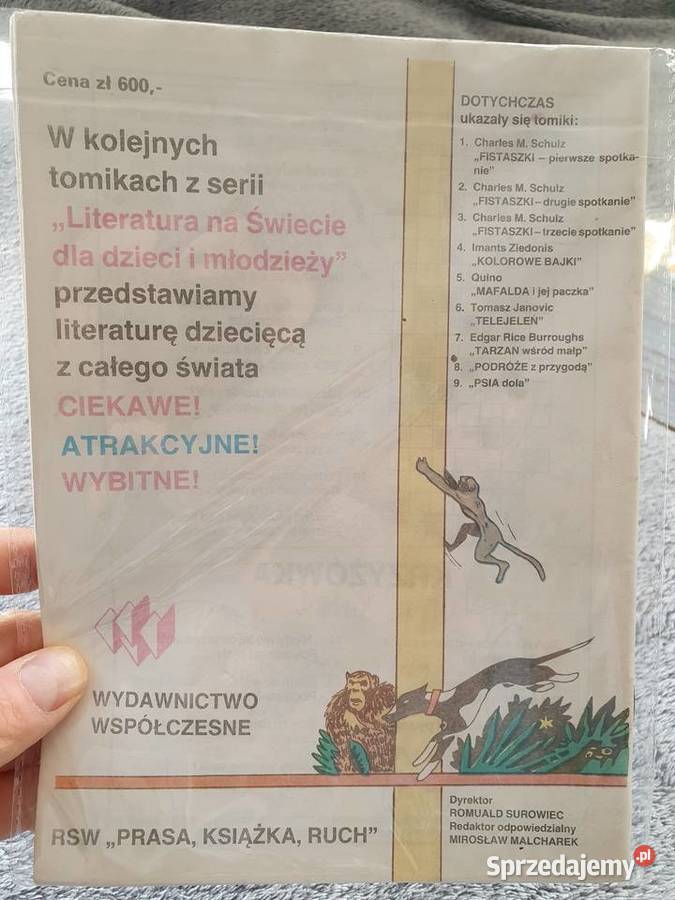 Cena zł 600,-
W kolejnych
tomikach z serii
„Literatura na Świecie
dla dzieci i młodzieży”
przedstawiamy
literaturę dziecięcą
z całego świata
CIEKAWE!
ATRAKCYJNE!
WYBITNE!
DOTYCHCZAS
ukazały się tomiki:
1. Charles M. Schulz
„FISTASZKI – pierwsze spotka-
nie”
2. Charles M. Schulz
„FISTASZKI – drugie spotkanie”
3. Charles M. Schulz
„FISTASZKI – trzecie spotkanie”
4. Imants Ziedonis
„KOLOROWE BAJKI”
5. Quino
„MAFALDA i jej paczka”
6. Tomasz Janovic
„TELEJELEŃ”
7. Edgar Rice Burroughs
„TARZAN wśród małp”
8. „PODRÓŻE z przygodą”
9. „PSIA dola”
KRZYŻÓWKA
WYDAWNICTWO
WSPÓŁCZESNE
RSW „PRASA, KSIĄŻKA, RUCH”
Dyrektor
ROMUALD SUROWIEC
Redaktor odpowiedzialny
MIROSŁAW MALCHAREK
Sprzedajemy.pl